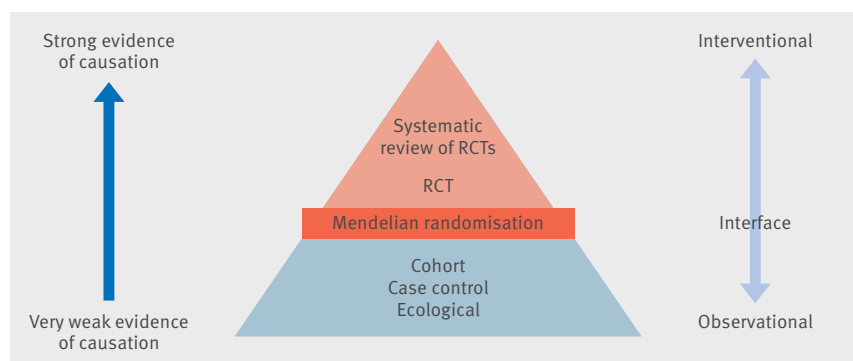 Strong evidence
of causation
Very weak evidence
of causation
Systematic
review of RCTs
RCT
Mendelian randomisation
Cohort
Case control
Ecological
Interventional
Interface
Observational